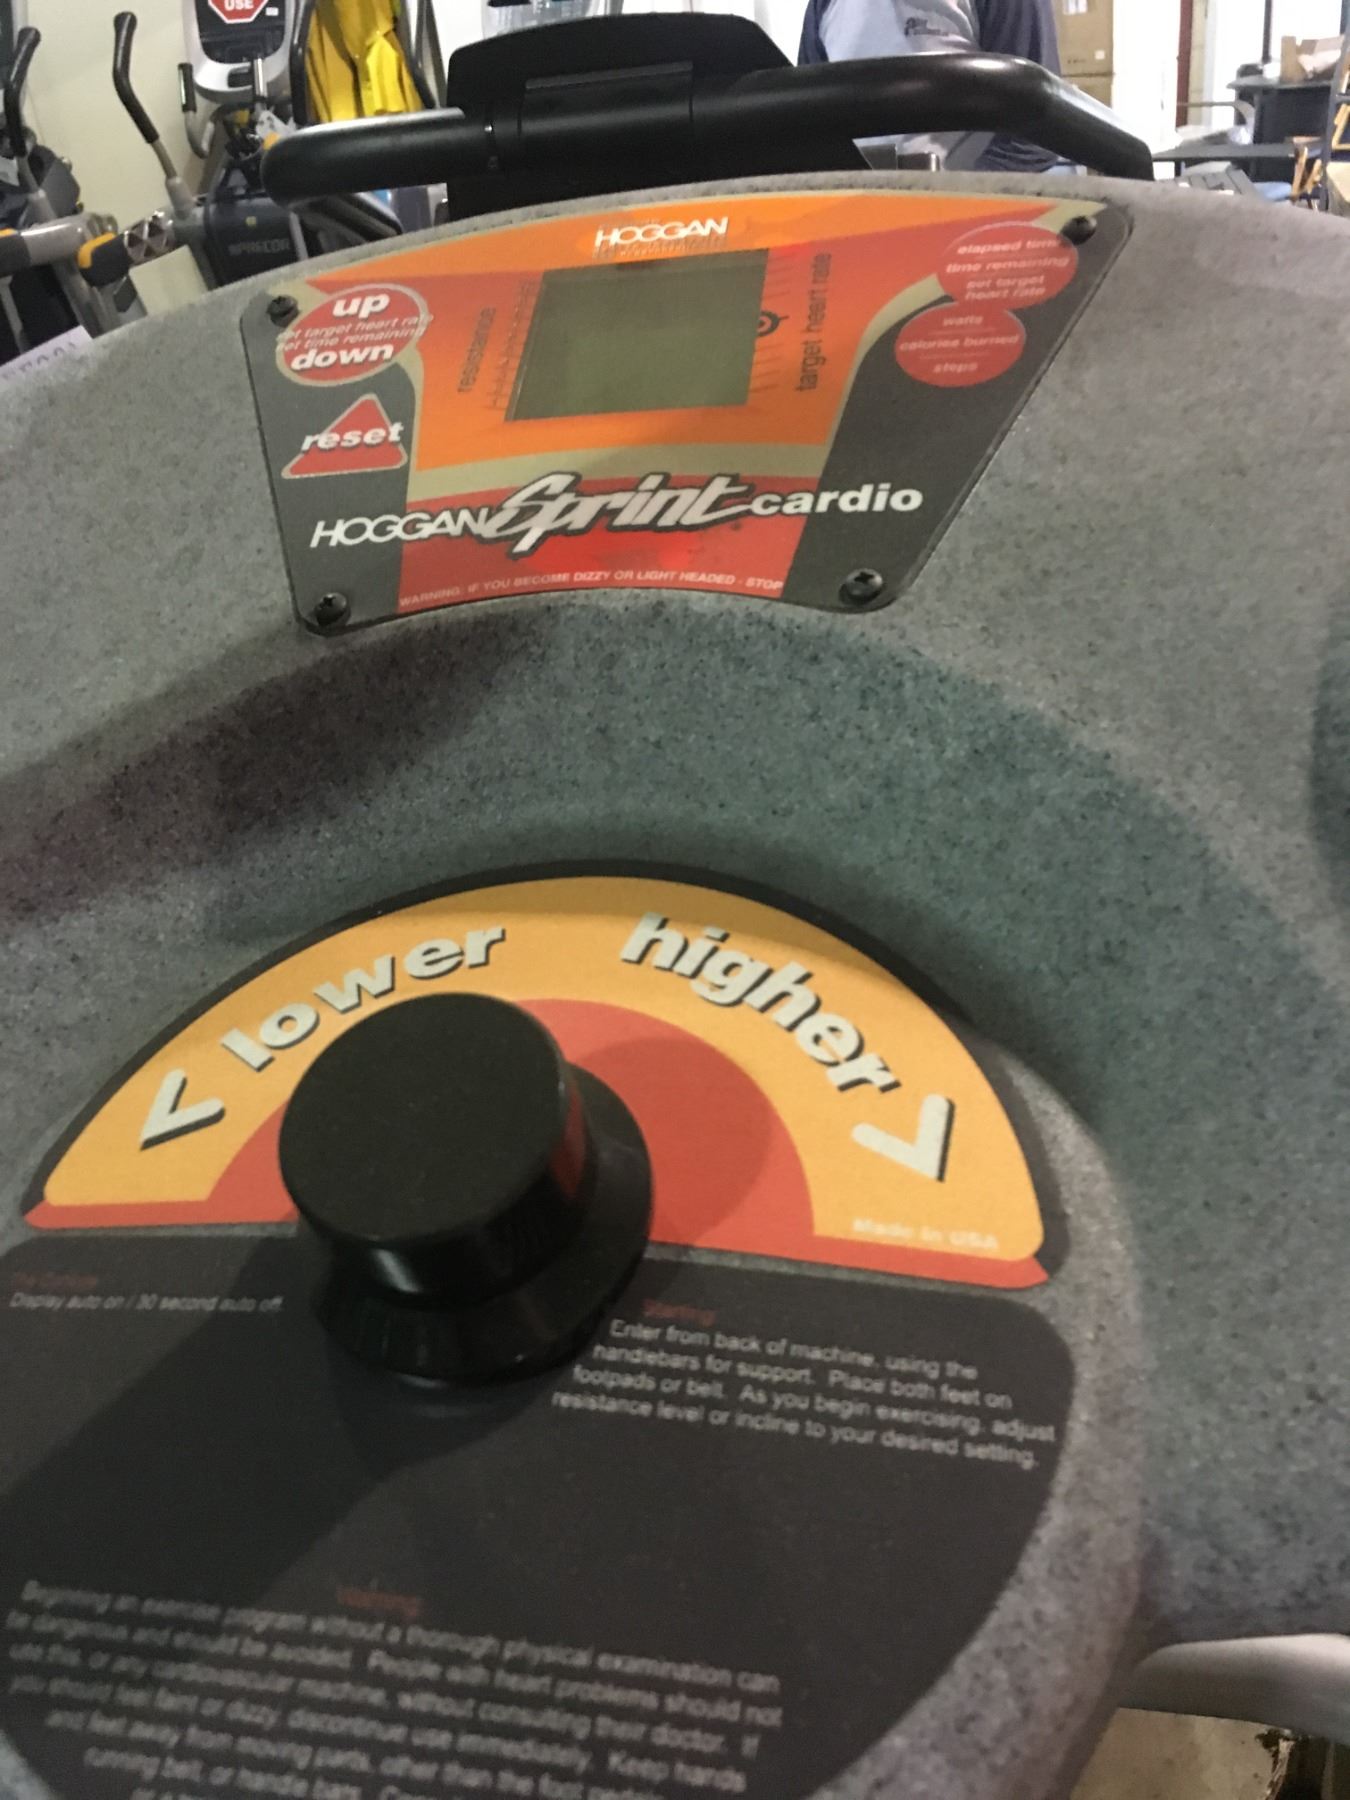 USE
PRECOR
HOGGAN
up
set target heart rate
set time remaining
down
reset
resistance
target heart rate
elapsed time
time remaining
set target
heart rate
watts
calories burned
steps
HOGGAN Sprint cardio
WARNING: IF YOU BECOME DIZZY OR LIGHT HEADED - STOP
< lower higher >
Made in USA
Display auto on / 30 second auto off
Starting
Enter from back of machine, using the
handlebars for support. Place both feet on
footpads or belt. As you begin exercising, adjust
resistance level or incline to your desired setting.
Warning
Beginning an exercise program without a thorough physical examination can
be dangerous and should be avoided. People with heart problems should not
use this, or any cardiovascular machine, without consulting their doctor. If
you should feel faint or dizzy, discontinue use immediately. Keep hands
and feet away from moving parts, other than the foot
running belt, or handle bars.